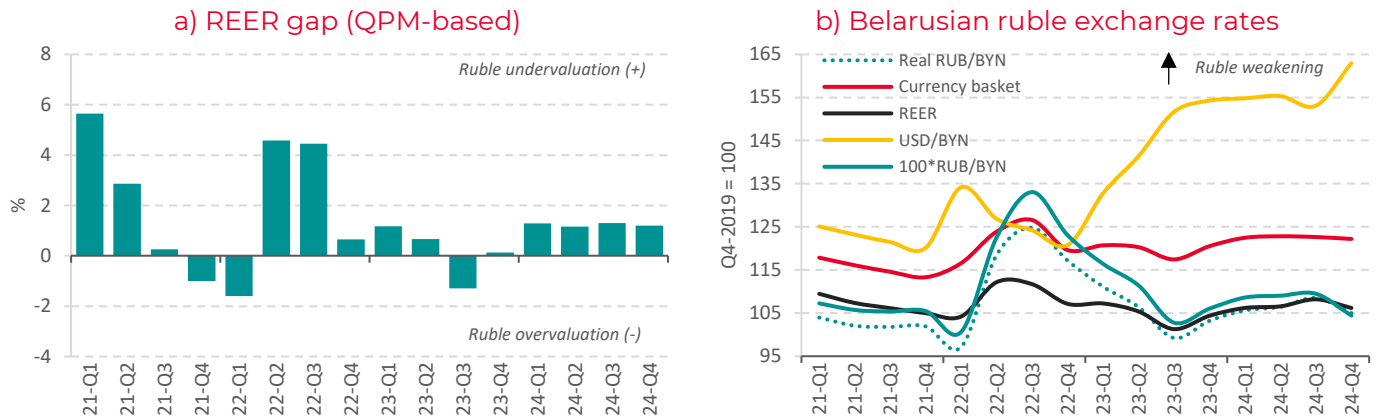 a) REER gap (QPM-based)
8
6
4
2
0
-2
-4
%
Ruble undervaluation (+)
Ruble overvaluation (-)
21-Q1
21-Q2
21-Q3
21-Q4
22-Q1
22-Q2
22-Q3
22-Q4
23-Q1
23-Q2
23-Q3
23-Q4
24-Q1
24-Q2
24-Q3
24-Q4
b) Belarusian ruble exchange rates
165
155
145
135
125
115
105
95
Q4-2019 = 100
Real RUB/BYN
Currency basket
REER
USD/BYN
100*RUB/BYN
Ruble weakening
21-Q1
21-Q2
21-Q3
21-Q4
22-Q1
22-Q2
22-Q3
22-Q4
23-Q1
23-Q2
23-Q3
23-Q4
24-Q1
24-Q2
24-Q3
24-Q4